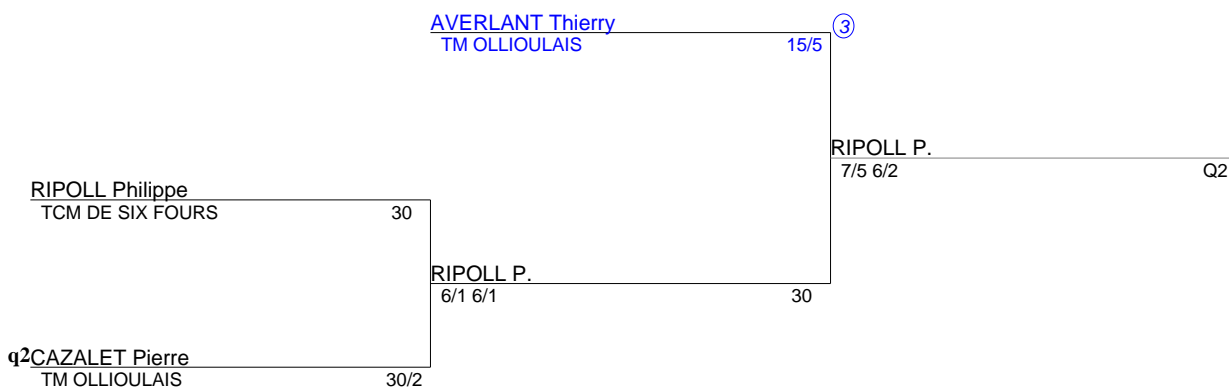 AVERLANT Thierry 3
TM OLLIOULAIS 15/5
RIPOLL P.
7/5 6/2 Q2
RIPOLL Philippe
TCM DE SIX FOURS 30
RIPOLL P.
6/1 6/1 30
q2CAZALET Pierre
TM OLLIOULAIS 30/2